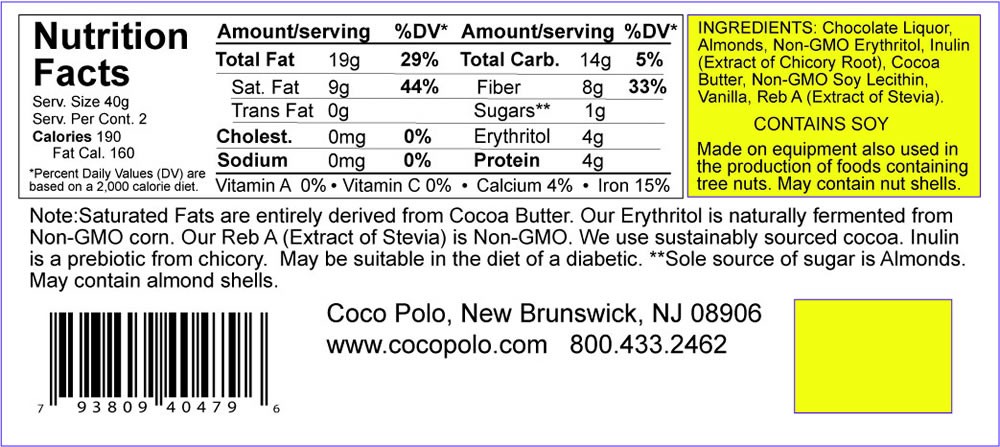 Nutrition
Facts
Serv. Size 40g
Serv. Per Cont. 2
Calories 190
Fat Cal. 160
*Percent Daily Values (DV) are
based on a 2,000 calorie diet.
Amount/serving %DV* Amount/serving %DV*
Total Fat 19g 29% Total Carb. 14g 5%
Sat. Fat 9g 44% Fiber 8g 33%
Trans Fat 0g Sugars** 1g
Cholest. 0mg 0% Erythritol 4g
Sodium 0mg 0% Protein 4g
Vitamin A 0% • Vitamin C 0% • Calcium 4% • Iron 15%
INGREDIENTS: Chocolate Liquor,
Almonds, Non-GMO Erythritol, Inulin
(Extract of Chicory Root), Cocoa
Butter, Non-GMO Soy Lecithin,
Vanilla, Reb A (Extract of Stevia).
CONTAINS SOY
Made on equipment also used in
the production of foods containing
tree nuts. May contain nut shells.
Note:Saturated Fats are entirely derived from Cocoa Butter. Our Erythritol is naturally fermented from
Non-GMO corn. Our Reb A (Extract of Stevia) is Non-GMO. We use sustainably sourced cocoa. Inulin
is a prebiotic from chicory. May be suitable in the diet of a diabetic. **Sole source of sugar is Almonds.
May contain almond shells.
Coco Polo, New Brunswick, NJ 08906
www.cocopolo.com 800.433.2462
7 93809 40479 6